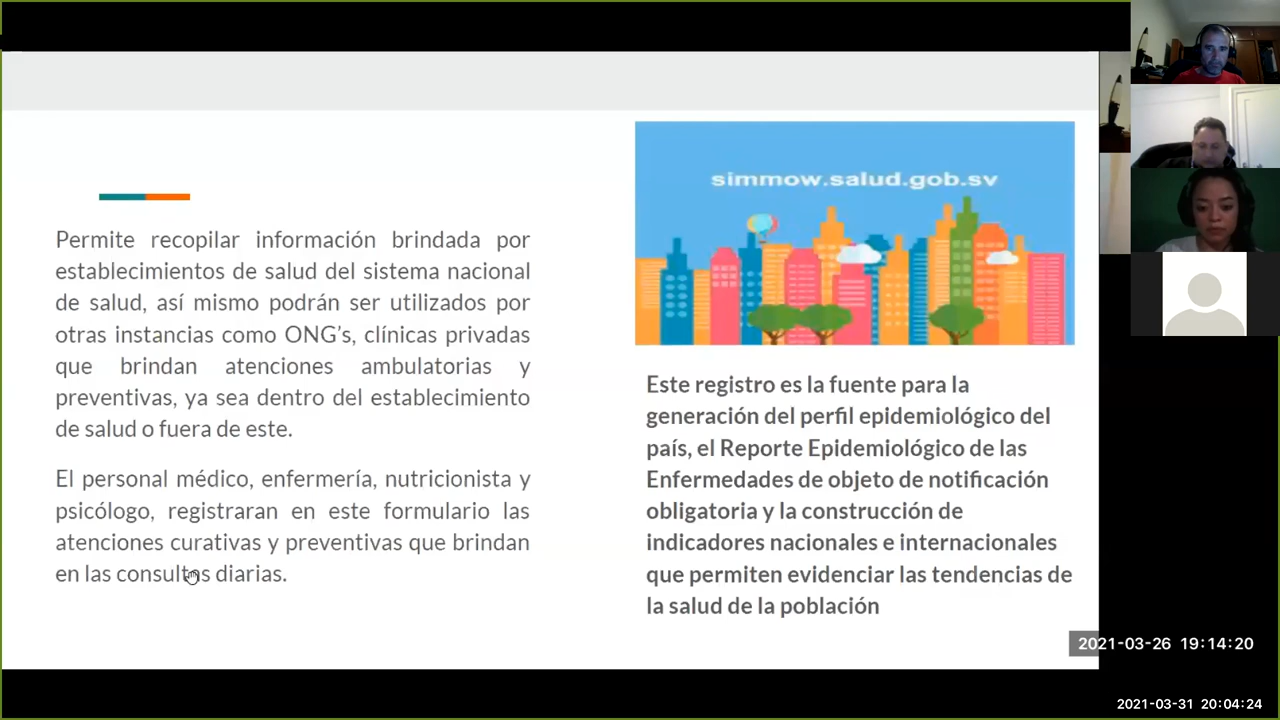 simmow.salud.gob.sv
Permite recopilar información brindada por
establecimientos de salud del sistema nacional
de salud, así mismo podrán ser utilizados por
otras instancias como ONG's, clínicas privadas
que brindan atenciones ambulatorias y
preventivas, ya sea dentro del establecimiento
de salud o fuera de este.
El personal médico, enfermería, nutricionista y
psicólogo, registraran en este formulario las
atenciones curativas y preventivas que brindan
en las consultas diarias.
Este registro es la fuente para la
generación del perfil epidemiológico del
país, el Reporte Epidemiológico de las
Enfermedades de objeto de notificación
obligatoria y la construcción de
indicadores nacionales e internacionales
que permiten evidenciar las tendencias de
la salud de la población
2021-03-26 19:14:20
2021-03-31 20:04:24